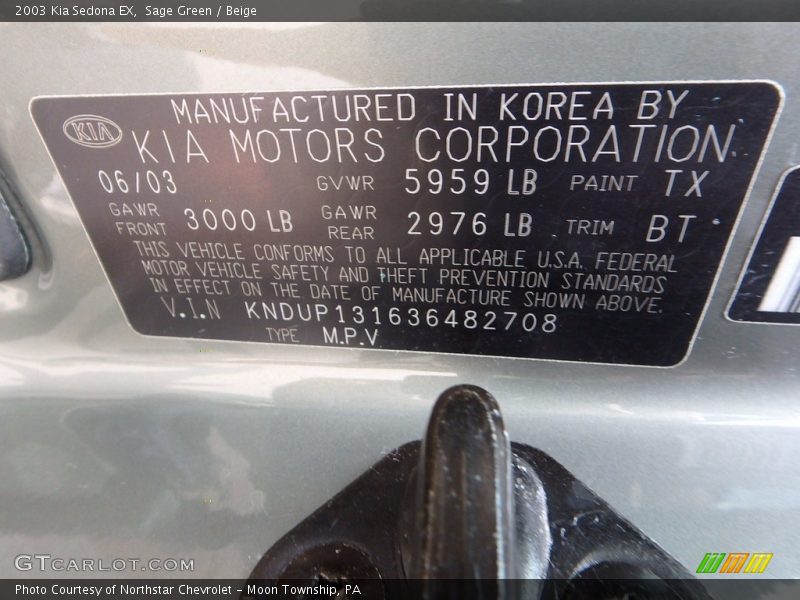 2003 Kia Sedona EX, Sage Green / Beige
MANUFACTURED IN KOREA BY
KIA KIA MOTORS CORPORATION
06/03 GVWR 5959 LB PAINT TX
GAWR FRONT 3000 LB GAWR REAR 2976 LB TRIM BT
THIS VEHICLE CONFORMS TO ALL APPLICABLE U.S.A. FEDERAL
MOTOR VEHICLE SAFETY AND THEFT PREVENTION STANDARDS
IN EFFECT ON THE DATE OF MANUFACTURE SHOWN ABOVE.
V.I.N KNDUP131636482708
TYPE M.P.V
GTCARLOT.COM
Photo Courtesy of Northstar Chevrolet - Moon Township, PA